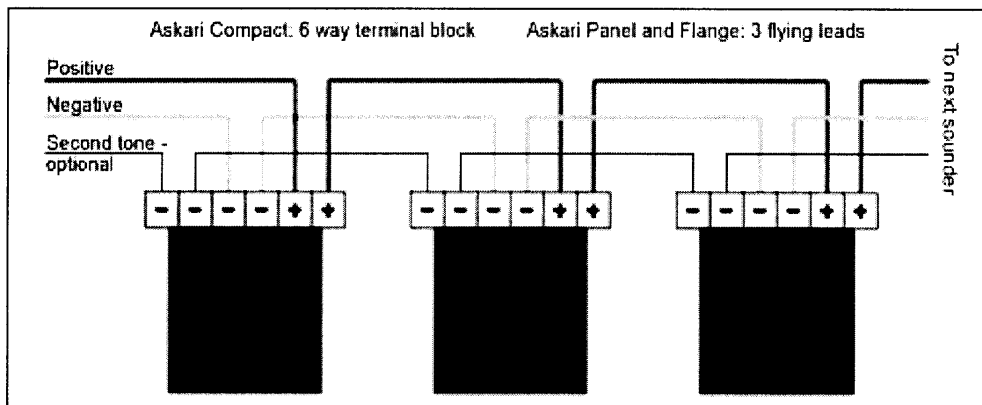 Askari Compact: 6 way terminal block Askari Panel and Flange: 3 flying leads
Positive
Negative
Second tone -
optional
To next sounder
- - - - + + - - - - + + - - - - + +